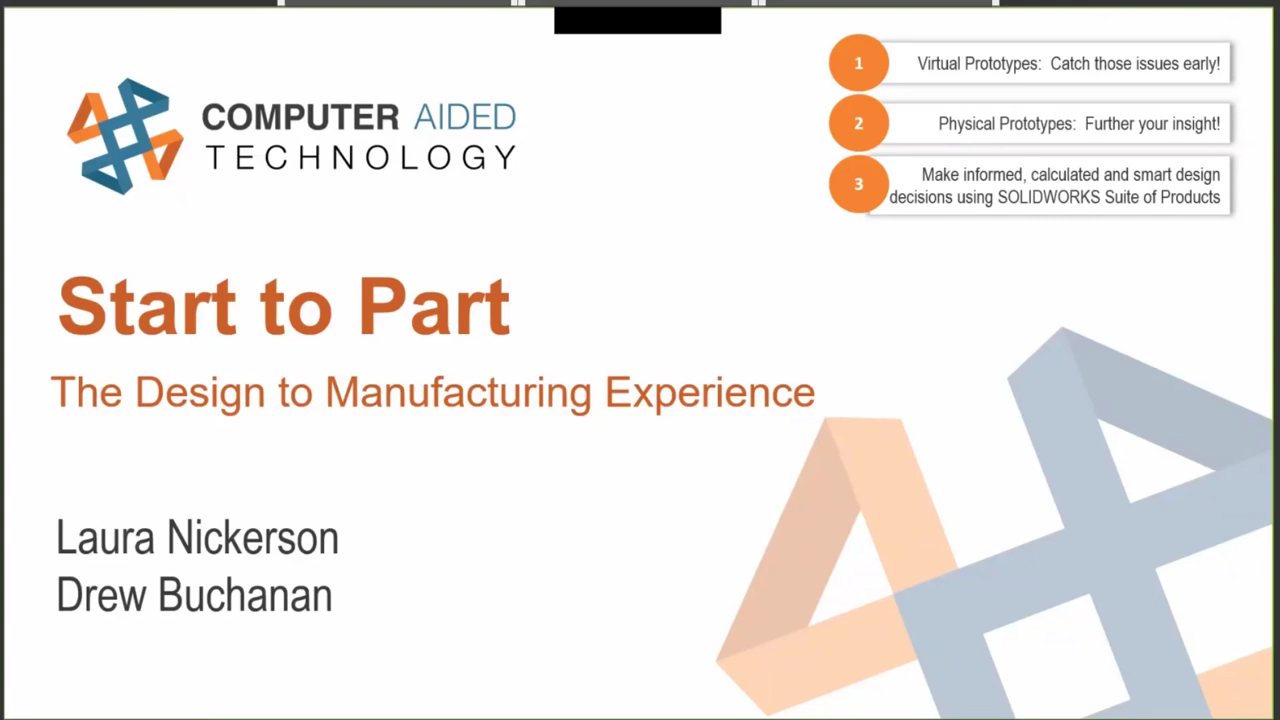 COMPUTER AIDED
TECHNOLOGY
1
Virtual Prototypes: Catch those issues early!
2
Physical Prototypes: Further your insight!
3
Make informed, calculated and smart design
decisions using SOLIDWORKS Suite of Products
Start to Part
The Design to Manufacturing Experience
Laura Nickerson
Drew Buchanan